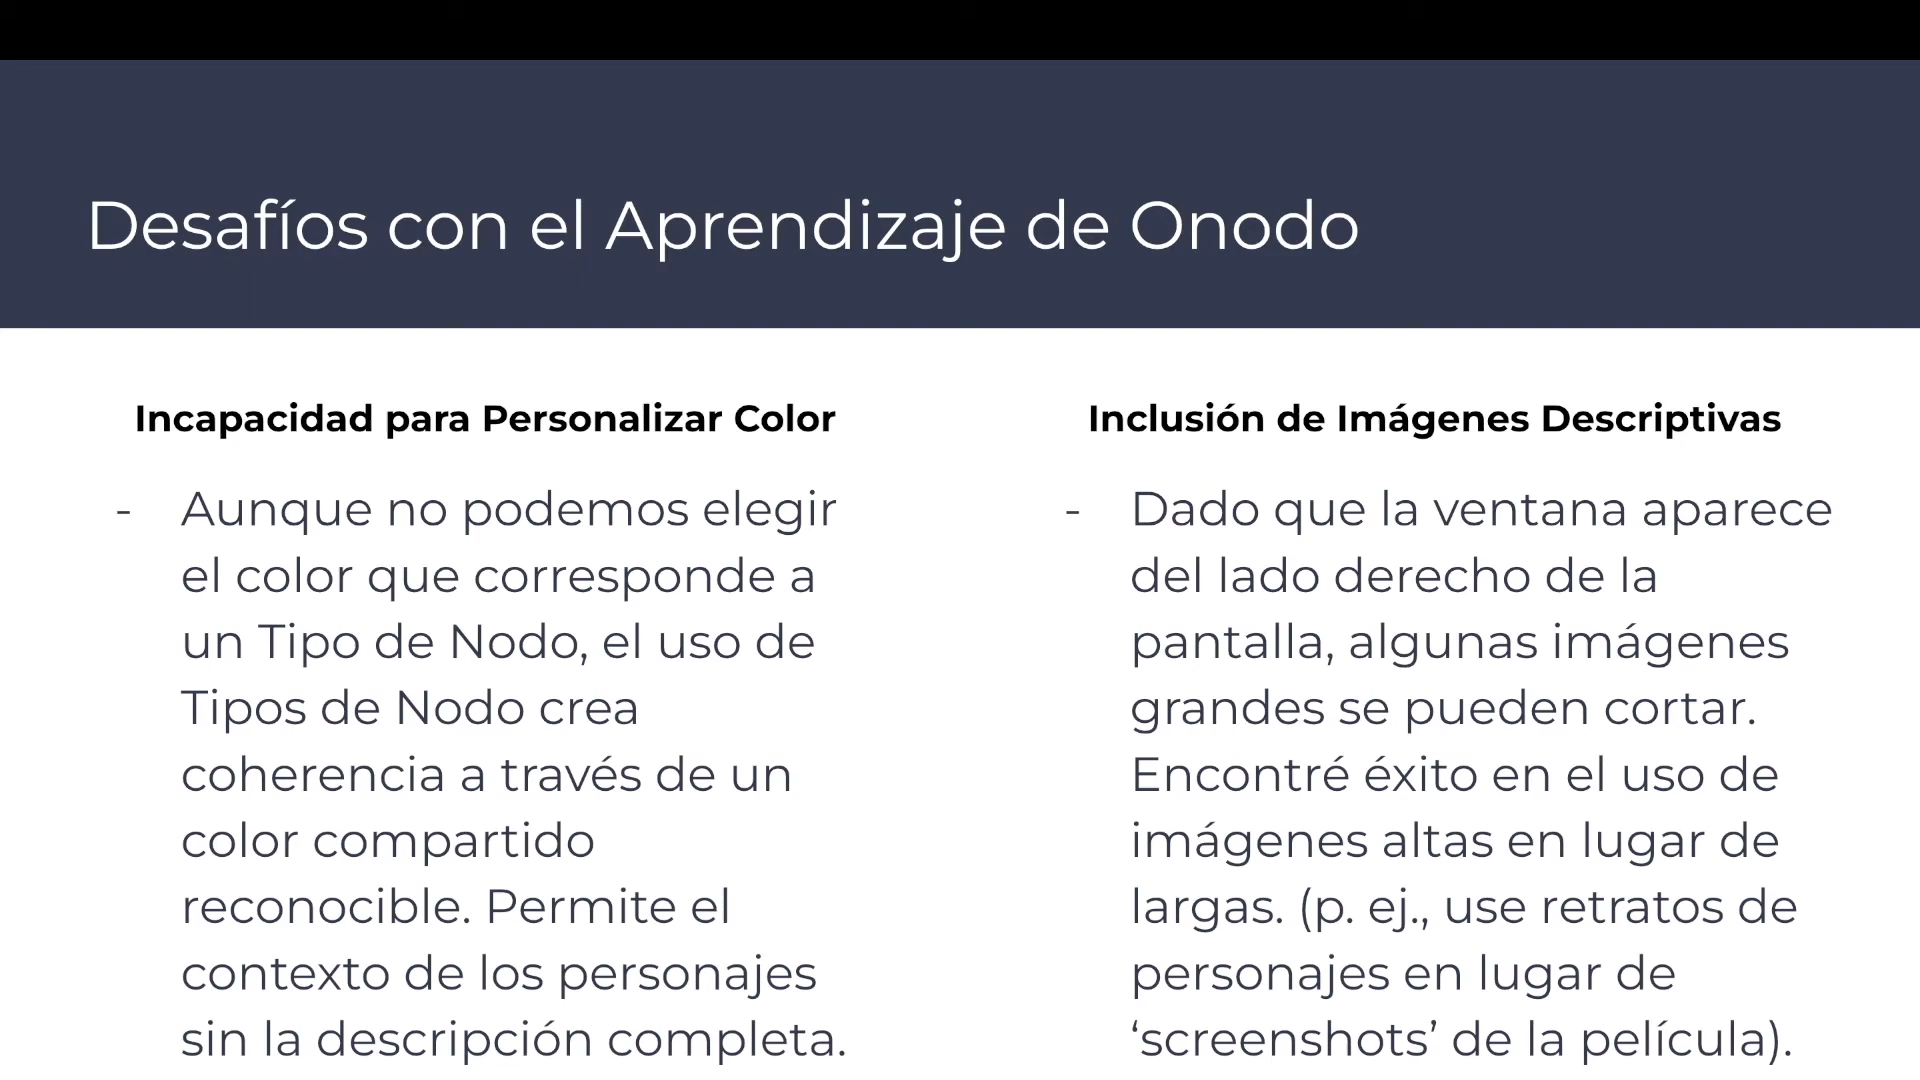 Desafíos con el Aprendizaje de Onodo
Incapacidad para Personalizar Color
- Aunque no podemos elegir
el color que corresponde a
un Tipo de Nodo, el uso de
Tipos de Nodo crea
coherencia a través de un
color compartido
reconocible. Permite el
contexto de los personajes
sin la descripción completa.
Inclusión de Imágenes Descriptivas
- Dado que la ventana aparece
del lado derecho de la
pantalla, algunas imágenes
grandes se pueden cortar.
Encontré éxito en el uso de
imágenes altas en lugar de
largas. (p. ej., use retratos de
personajes en lugar de
‘screenshots’ de la película).